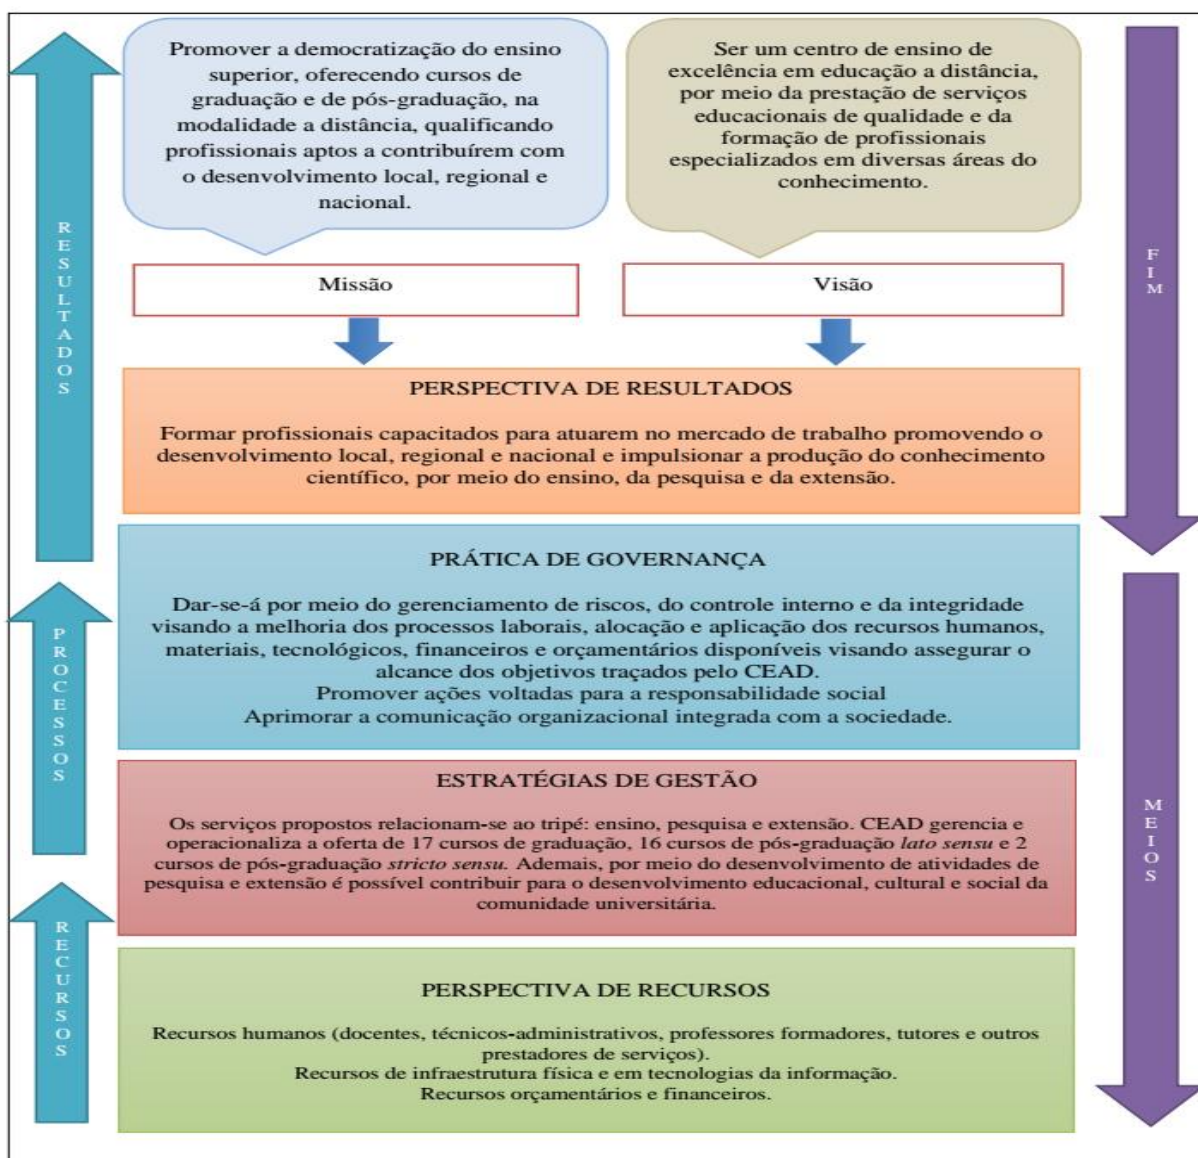 Promover a democratização do ensino
superior, oferecendo cursos de
graduação e de pós-graduação, na
modalidade a distância, qualificando
profissionais aptos a contribuírem com
o desenvolvimento local, regional e
nacional.
Ser um centro de ensino de
excelência em educação a distância,
por meio da prestação de serviços
educacionais de qualidade e da
formação de profissionais
especializados em diversas áreas do
conhecimento.
RESULTADOS
FIM
Missão
Visão
PERSPECTIVA DE RESULTADOS
Formar profissionais capacitados para atuarem no mercado de trabalho promovendo o
desenvolvimento local, regional e nacional e impulsionar a produção do conhecimento
científico, por meio do ensino, da pesquisa e da extensão.
PROCESSOS
PRÁTICA DE GOVERNANÇA
Dar-se-á por meio do gerenciamento de riscos, do controle interno e da integridade
visando a melhoria dos processos laborais, alocação e aplicação dos recursos humanos,
materiais, tecnológicos, financeiros e orçamentários disponíveis visando assegurar o
alcance dos objetivos traçados pelo CEAD.
Promover ações voltadas para a responsabilidade social
Aprimorar a comunicação organizacional integrada com a sociedade.
MEIOS
ESTRATÉGIAS DE GESTÃO
Os serviços propostos relacionam-se ao tripé: ensino, pesquisa e extensão. CEAD gerencia e
operacionaliza a oferta de 17 cursos de graduação, 16 cursos de pós-graduação lato sensu e 2
cursos de pós-graduação stricto sensu. Ademais, por meio do desenvolvimento de atividades de
pesquisa e extensão é possível contribuir para o desenvolvimento educacional, cultural e social da
comunidade universitária.
RECURSOS
PERSPECTIVA DE RECURSOS
Recursos humanos (docentes, técnicos-administrativos, professores formadores, tutores e outros
prestadores de serviços).
Recursos de infraestrutura física e em tecnologias da informação.
Recursos orçamentários e financeiros.